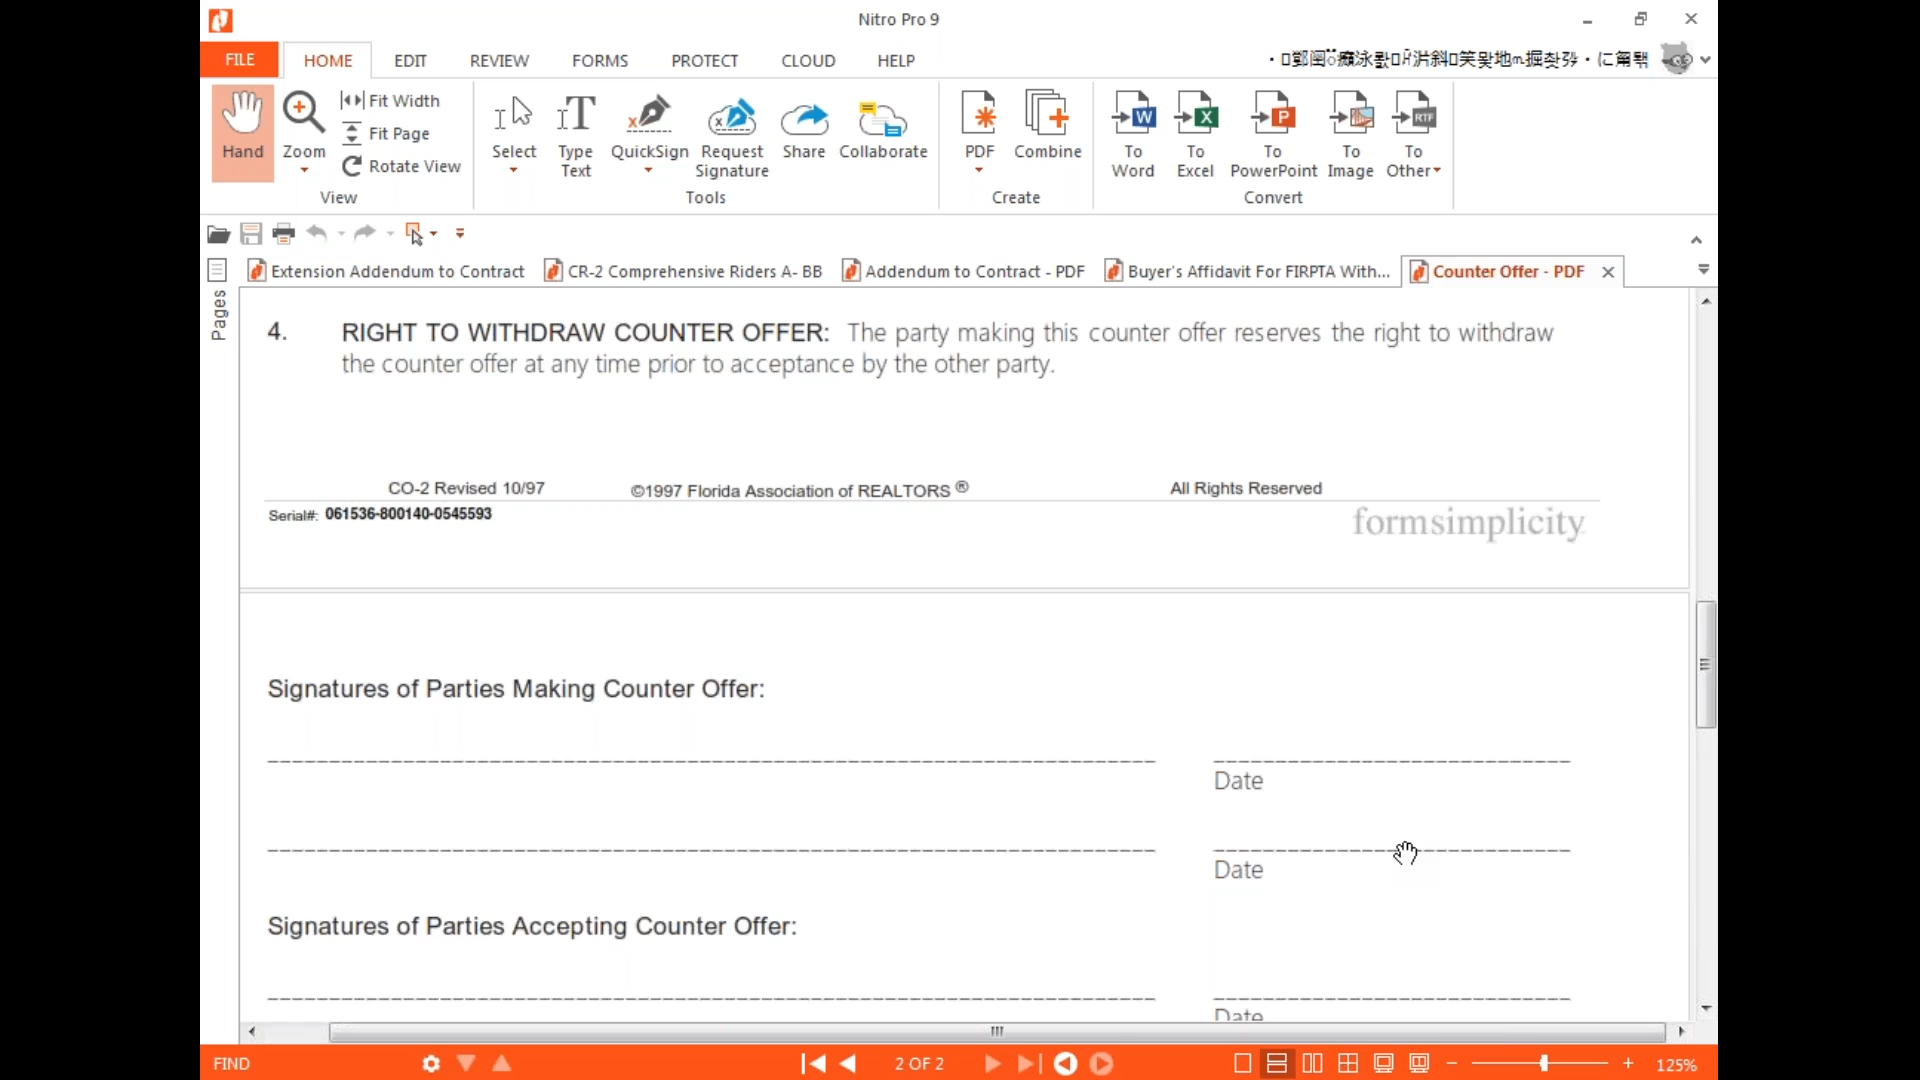 Nitro Pro 9
FILE HOME EDIT REVIEW FORMS PROTECT CLOUD HELP
Hand
Zoom
Fit Width
Fit Page
Rotate View
View
Select
Type Text
QuickSign
Request Signature
Share
Collaborate
Tools
PDF
Combine
Create
To Word
To Excel
To PowerPoint
To Image
To Other
Convert
Extension Addendum to Contract CR-2 Comprehensive Riders A- BB Addendum to Contract - PDF Buyer's Affidavit For FIRPTA With... Counter Offer - PDF
Pages
4. RIGHT TO WITHDRAW COUNTER OFFER: The party making this counter offer reserves the right to withdraw
the counter offer at any time prior to acceptance by the other party.
CO-2 Revised 10/97 ©1997 Florida Association of REALTORS ® All Rights Reserved
Serial#: 061536-800140-0545593
formsimplicity
Signatures of Parties Making Counter Offer:
Date
Date
Signatures of Parties Accepting Counter Offer:
Date
FIND 2 OF 2 125%